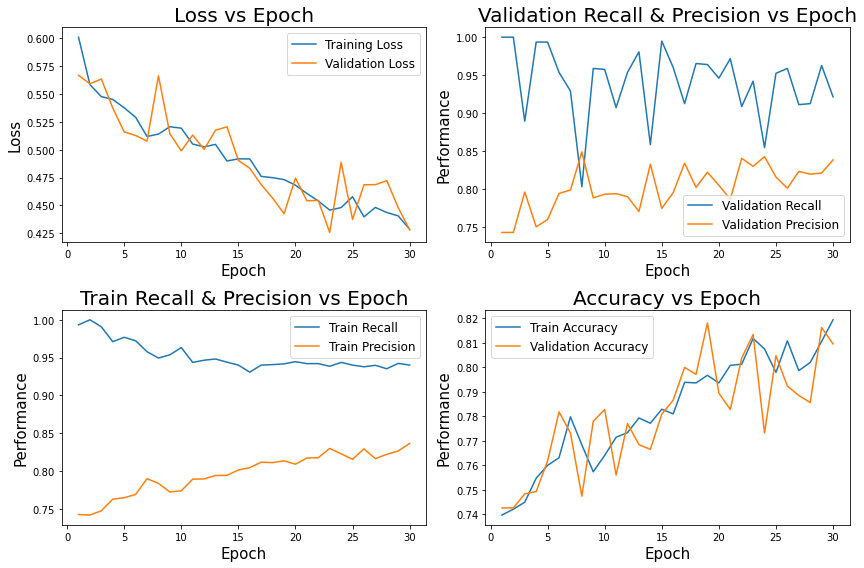 Loss vs Epoch
0.600
0.575
0.550
0.525
0.500
0.475
0.450
0.425
Loss
Training Loss
Validation Loss
0
5
10
15
20
25
30
Epoch
Validation Recall & Precision vs Epoch
1.00
0.95
0.90
0.85
0.80
0.75
Performance
Validation Recall
Validation Precision
0
5
10
15
20
25
30
Epoch
Train Recall & Precision vs Epoch
1.00
0.95
0.90
0.85
0.80
0.75
Performance
Train Recall
Train Precision
0
5
10
15
20
25
30
Epoch
Accuracy vs Epoch
0.82
0.81
0.80
0.79
0.78
0.77
0.76
0.75
0.74
Performance
Train Accuracy
Validation Accuracy
0
5
10
15
20
25
30
Epoch